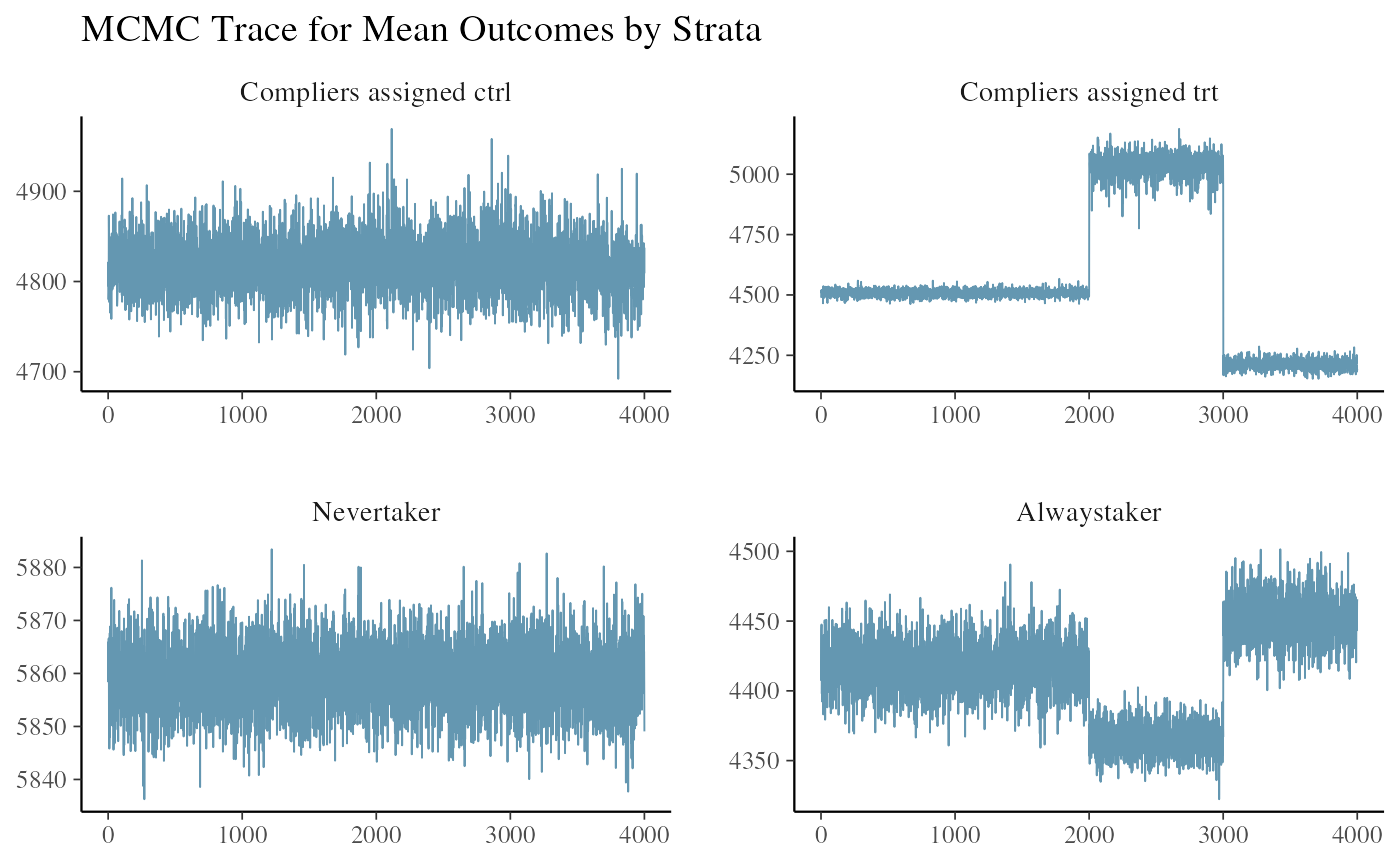 MCMC Trace for Mean Outcomes by Strata
Compliers assigned ctrl
4900
4800
4700
0 1000 2000 3000 4000
Compliers assigned trt
5000
4750
4500
4250
0 1000 2000 3000 4000
Nevertaker
5880
5870
5860
5850
5840
0 1000 2000 3000 4000
Alwaystaker
4500
4450
4400
4350
0 1000 2000 3000 4000